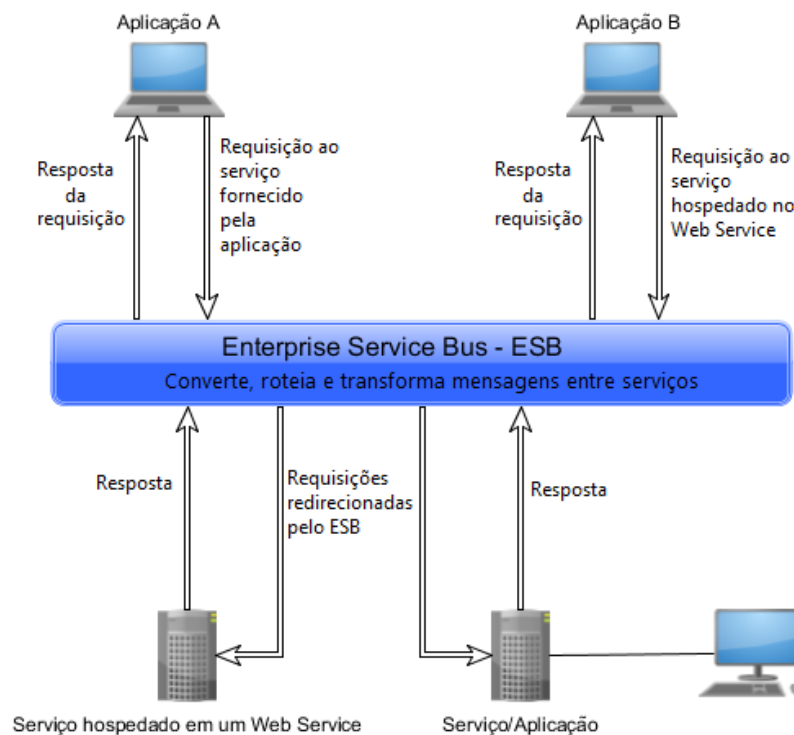 Aplicação A
Aplicação B
Resposta
da
requisição
Requisição ao
serviço
fornecido
pela
aplicação
Resposta
da
requisição
Requisição ao
serviço
hospedado no
Web Service
Enterprise Service Bus - ESB
Converte, roteia e transforma mensagens entre serviços
Resposta
Requisições
redirecionadas
pelo ESB
Resposta
Serviço hospedado em um Web Service
Serviço/Aplicação